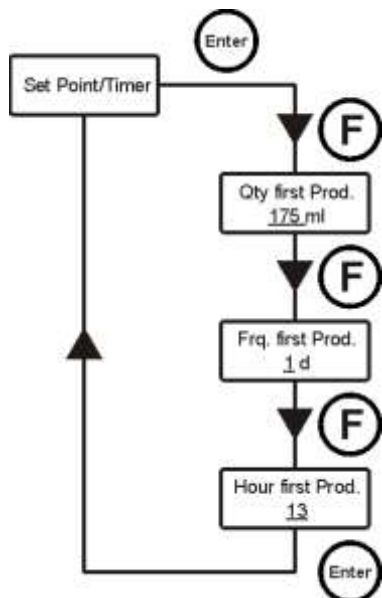 Enter
Set Point/Timer
F
Qty first Prod.
175 ml
F
Frq. first Prod.
1 d
F
Hour first Prod.
13
Enter